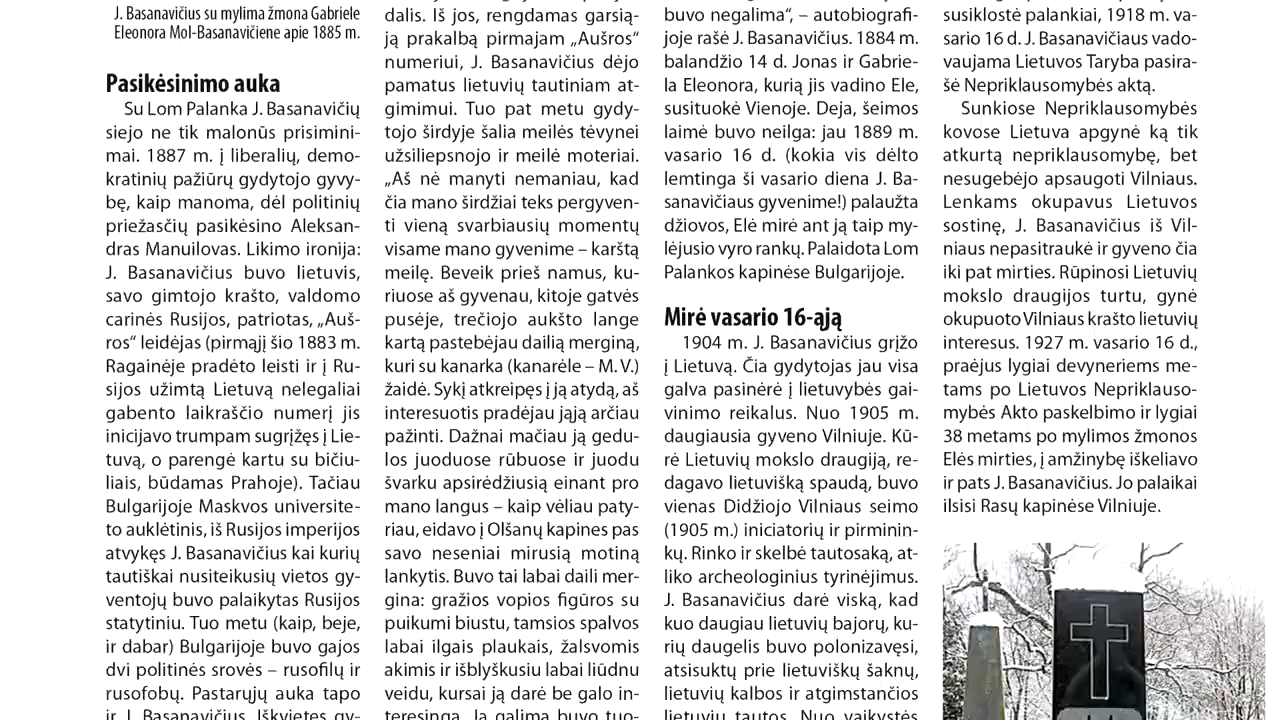 J. Basanavičius su mylima žmona Gabriele
Eleonora Mol-Basanavičiene apie 1885 m.
Pasikėsinimo auka
Su Lom Palanka J. Basanavičių
siejo ne tik malonūs prisimini-
mai. 1887 m. į liberalių, demo-
kratinių pažiūrų gydytojo gyvy-
bę, kaip manoma, dėl politinių
priežasčių pasikėsino Aleksan-
dras Manuilovas. Likimo ironija:
J. Basanavičius buvo lietuvis,
savo gimtojo krašto, valdomo
carinės Rusijos, patriotas, „Auš-
ros“ leidėjas (pirmąjį šio 1883 m.
Ragainėje pradėto leisti ir į Ru-
sijos užimtą Lietuvą nelegaliai
gabento laikraščio numerį jis
inicijavo trumpam sugrįžęs į Lie-
tuvą, o parengė kartu su bičiu-
liais, būdamas Prahoje). Tačiau
Bulgarijoje Maskvos universite-
to auklėtinis, iš Rusijos imperijos
atvykęs J. Basanavičius kai kurių
tautiškai nusiteikusių vietos gy-
ventojų buvo palaikytas Rusijos
statytiniu. Tuo metu (kaip, beje,
ir dabar) Bulgarijoje buvo gajos
dvi politinės srovės – rusofilų ir
rusofobų. Pastarųjų auka tapo
ir J. Basanavičius. Iškvietęs gy-
dalis. Iš jos, rengdamas garsią-
ją prakalbą pirmajam „Aušros“
numeriui, J. Basanavičius dėjo
pamatus lietuvių tautiniam at-
gimimui. Tuo pat metu gydy-
tojo širdyje šalia meilės tėvynei
užsiliepsnojo ir meilė moteriai.
„Aš nė manyti nemaniau, kad
čia mano širdžiai teks pergyven-
ti vieną svarbiausių momentų
visame mano gyvenime – karštą
meilę. Beveik prieš namus, ku-
riuose aš gyvenau, kitoje gatvės
pusėje, trečiojo aukšto lange
kartą pastebėjau dailią merginą,
kuri su kanarka (kanarėle – M. V.)
žaidė. Sykį atkreipęs į ją atydą, aš
interesuotis pradėjau jąją arčiau
pažinti. Dažnai mačiau ją gedu-
los juoduose rūbuose ir juodu
švarku apsirėdžiusią einant pro
mano langus – kaip vėliau paty-
riau, eidavo į Olšanų kapines pas
savo neseniai mirusią motiną
lankytis. Buvo tai labai daili mer-
gina: gražios vopios figūros su
puikumi biustu, tamsios spalvos
labai ilgais plaukais, žalsvomis
akimis ir išblyškusiu labai liūdnu
veidu, kursai ją darė be galo in-
teresingą. Ją galima buvo tuo-
buvo negalima“, – autobiografi-
joje rašė J. Basanavičius. 1884 m.
balandžio 14 d. Jonas ir Gabrie-
la Eleonora, kurią jis vadino Ele,
susituokė Vienoje. Deja, šeimos
laimė buvo neilga: jau 1889 m.
vasario 16 d. (kokia vis dėlto
lemtinga ši vasario diena J. Ba-
sanavičiaus gyvenime!) palaužta
džiovos, Elė mirė ant ją taip my-
lėjusio vyro rankų. Palaidota Lom
Palankos kapinėse Bulgarijoje.
Mirė vasario 16-ąją
1904 m. J. Basanavičius grįžo
į Lietuvą. Čia gydytojas jau visa
galva pasinėrė į lietuvybės gai-
vinimo reikalus. Nuo 1905 m.
daugiausia gyveno Vilniuje. Kū-
rė Lietuvių mokslo draugiją, re-
dagavo lietuvišką spaudą, buvo
vienas Didžiojo Vilniaus seimo
(1905 m.) iniciatorių ir pirminin-
kų. Rinko ir skelbė tautosaką, at-
liko archeologinius tyrinėjimus.
J. Basanavičius darė viską, kad
kuo daugiau lietuvių bajorų, ku-
rių daugelis buvo polonizavęsi,
atsisuktų prie lietuviškų šaknų,
lietuvių kalbos ir atgimstančios
lietuvių tautos. Nuo vaikystės
susiklostė palankiai, 1918 m. va-
sario 16 d. J. Basanavičiaus vado-
vaujama Lietuvos Taryba pasira-
šė Nepriklausomybės aktą.
Sunkiose Nepriklausomybės
kovose Lietuva apgynė ką tik
atkurtą nepriklausomybę, bet
nesugebėjo apsaugoti Vilniaus.
Lenkams okupavus Lietuvos
sostinę, J. Basanavičius iš Vil-
niaus nepasitraukė ir gyveno čia
iki pat mirties. Rūpinosi Lietuvių
mokslo draugijos turtu, gynė
okupuoto Vilniaus krašto lietuvių
interesus. 1927 m. vasario 16 d.,
praėjus lygiai devyneriems me-
tams po Lietuvos Nepriklauso-
mybės Akto paskelbimo ir lygiai
38 metams po mylimos žmonos
Elės mirties, į amžinybę iškeliavo
ir pats J. Basanavičius. Jo palaikai
ilsisi Rasų kapinėse Vilniuje.